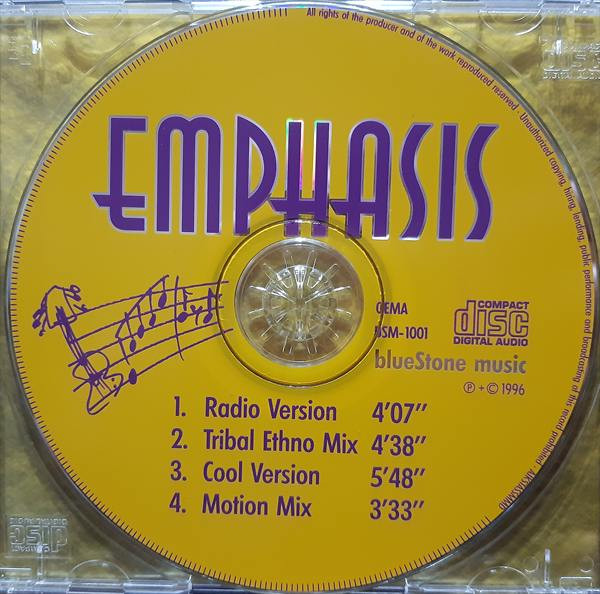 All rights of the producer and of the work reproduced reserved · Unauthorized copying, hiring, lending, public performance and broadcasting of this record prohibited ·
EMPHASIS
GEMA
BSM-1001
COMPACT
disc
DIGITAL AUDIO
blueStone music
℗ + © 1996
1. Radio Version 4'07"
2. Tribal Ethno Mix 4'38"
3. Cool Version 5'48"
4. Motion Mix 3'33"